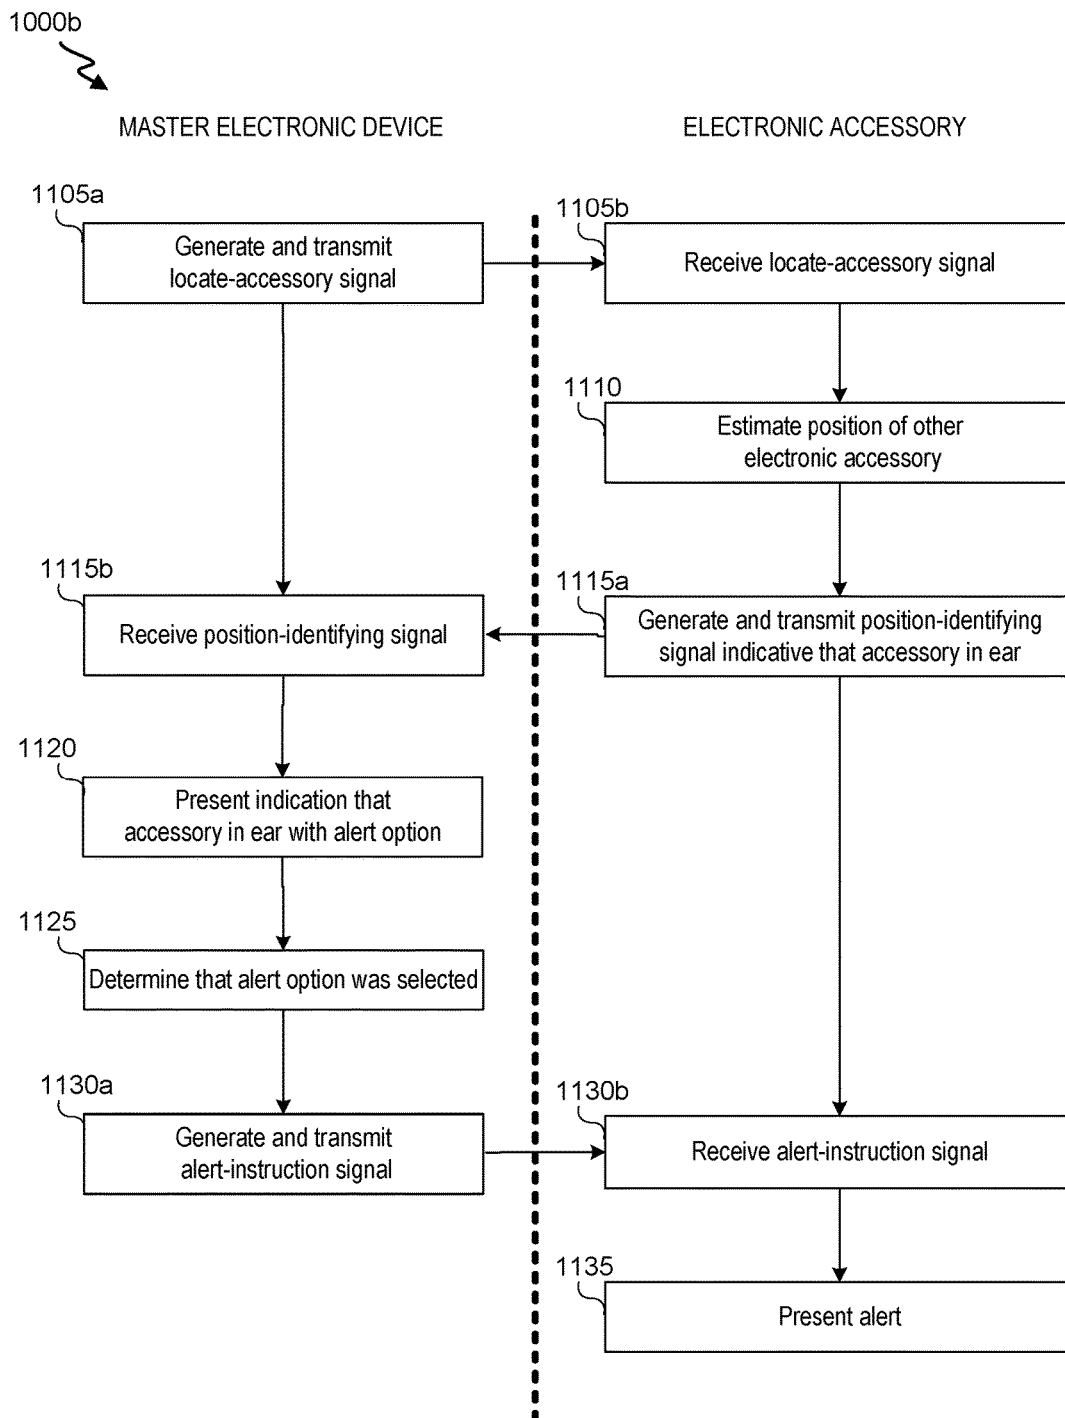 1000b
MASTER ELECTRONIC DEVICE
ELECTRONIC ACCESSORY
1105a
Generate and transmit
locate-accessory signal
1105b
Receive locate-accessory signal
1110
Estimate position of other
electronic accessory
1115b
Receive position-identifying signal
1115a
Generate and transmit position-identifying
signal indicative that accessory in ear
1120
Present indication that
accessory in ear with alert option
1125
Determine that alert option was selected
1130a
Generate and transmit
alert-instruction signal
1130b
Receive alert-instruction signal
1135
Present alert